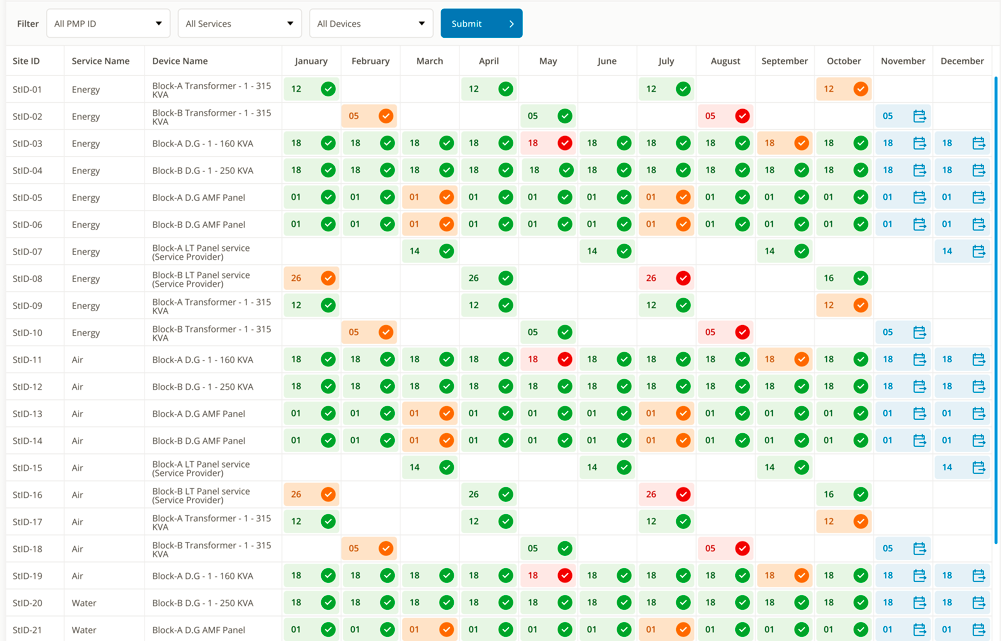 Filter All PMP ID All Services All Devices Submit
Site ID Service Name Device Name January February March April May June July August September October November December
StID-01 Energy Block-A Transformer - 1 - 315 KVA 12 12 12 12
StID-02 Energy Block-B Transformer - 1 - 315 KVA 05 05 05 05
StID-03 Energy Block-A D.G - 1 - 160 KVA 18 18 18 18 18 18 18 18 18 18 18 18
StID-04 Energy Block-B D.G - 1 - 250 KVA 18 18 18 18 18 18 18 18 18 18 18 18
StID-05 Energy Block-A D.G AMF Panel 01 01 01 01 01 01 01 01 01 01 01 01
StID-06 Energy Block-B D.G AMF Panel 01 01 01 01 01 01 01 01 01 01 01 01
StID-07 Energy Block-A LT Panel service (Service Provider) 14 14 14 14
StID-08 Energy Block-B LT Panel service (Service Provider) 26 26 26 16
StID-09 Energy Block-A Transformer - 1 - 315 KVA 12 12 12 12
StID-10 Energy Block-B Transformer - 1 - 315 KVA 05 05 05 05
StID-11 Air Block-A D.G - 1 - 160 KVA 18 18 18 18 18 18 18 18 18 18 18 18
StID-12 Air Block-B D.G - 1 - 250 KVA 18 18 18 18 18 18 18 18 18 18 18 18
StID-13 Air Block-A D.G AMF Panel 01 01 01 01 01 01 01 01 01 01 01 01
StID-14 Air Block-B D.G AMF Panel 01 01 01 01 01 01 01 01 01 01 01 01
StID-15 Air Block-A LT Panel service (Service Provider) 14 14 14 14
StID-16 Air Block-B LT Panel service (Service Provider) 26 26 26 16
StID-17 Air Block-A Transformer - 1 - 315 KVA 12 12 12 12
StID-18 Air Block-B Transformer - 1 - 315 KVA 05 05 05 05
StID-19 Air Block-A D.G - 1 - 160 KVA 18 18 18 18 18 18 18 18 18 18 18 18
StID-20 Water Block-B D.G - 1 - 250 KVA 18 18 18 18 18 18 18 18 18 18 18 18
StID-21 Water Block-A D.G AMF Panel 01 01 01 01 01 01 01 01 01 01 01 01